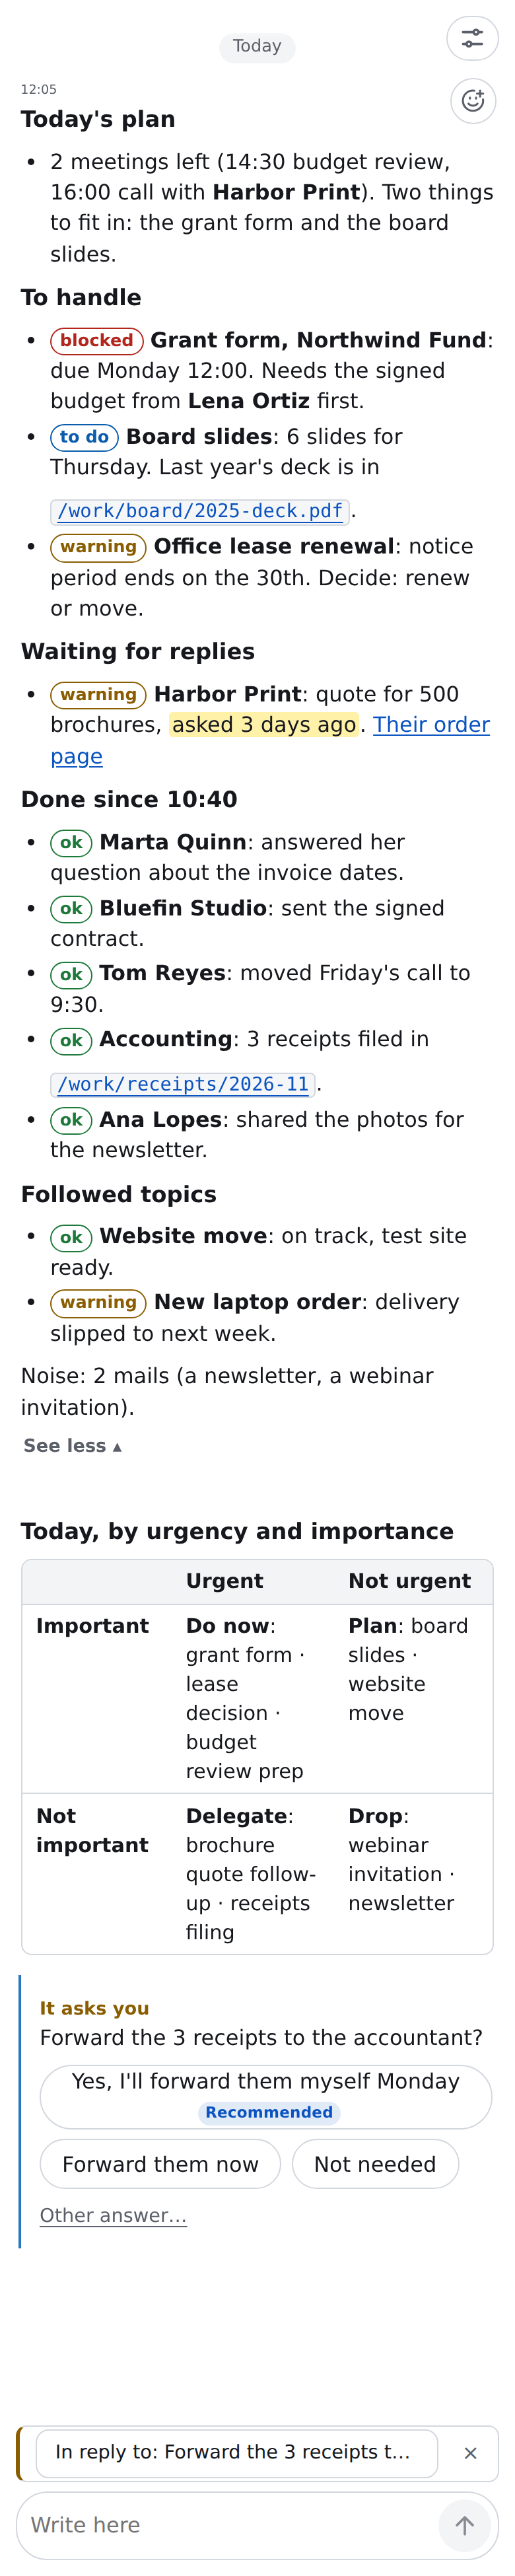 Today
12:05
Today's plan
• 2 meetings left (14:30 budget review,
16:00 call with Harbor Print). Two things
to fit in: the grant form and the board
slides.
To handle
• blocked Grant form, Northwind Fund:
due Monday 12:00. Needs the signed
budget from Lena Ortiz first.
• to do Board slides: 6 slides for
Thursday. Last year's deck is in
/work/board/2025-deck.pdf.
• warning Office lease renewal: notice
period ends on the 30th. Decide: renew
or move.
Waiting for replies
• warning Harbor Print: quote for 500
brochures, asked 3 days ago. Their order
page
Done since 10:40
• ok Marta Quinn: answered her
question about the invoice dates.
• ok Bluefin Studio: sent the signed
contract.
• ok Tom Reyes: moved Friday's call to
9:30.
• ok Accounting: 3 receipts filed in
/work/receipts/2026-11.
• ok Ana Lopes: shared the photos for
the newsletter.
Followed topics
• ok Website move: on track, test site
ready.
• warning New laptop order: delivery
slipped to next week.
Noise: 2 mails (a newsletter, a webinar
invitation).
See less ▴
Today, by urgency and importance
Urgent
Not urgent
Important
Do now:
grant form ·
lease
decision ·
budget
review prep
Plan: board
slides ·
website
move
Not
important
Delegate:
brochure
quote follow-
up · receipts
filing
Drop:
webinar
invitation ·
newsletter
It asks you
Forward the 3 receipts to the accountant?
Yes, I'll forward them myself Monday
Recommended
Forward them now
Not needed
Other answer…
In reply to: Forward the 3 receipts t…
×
Write here